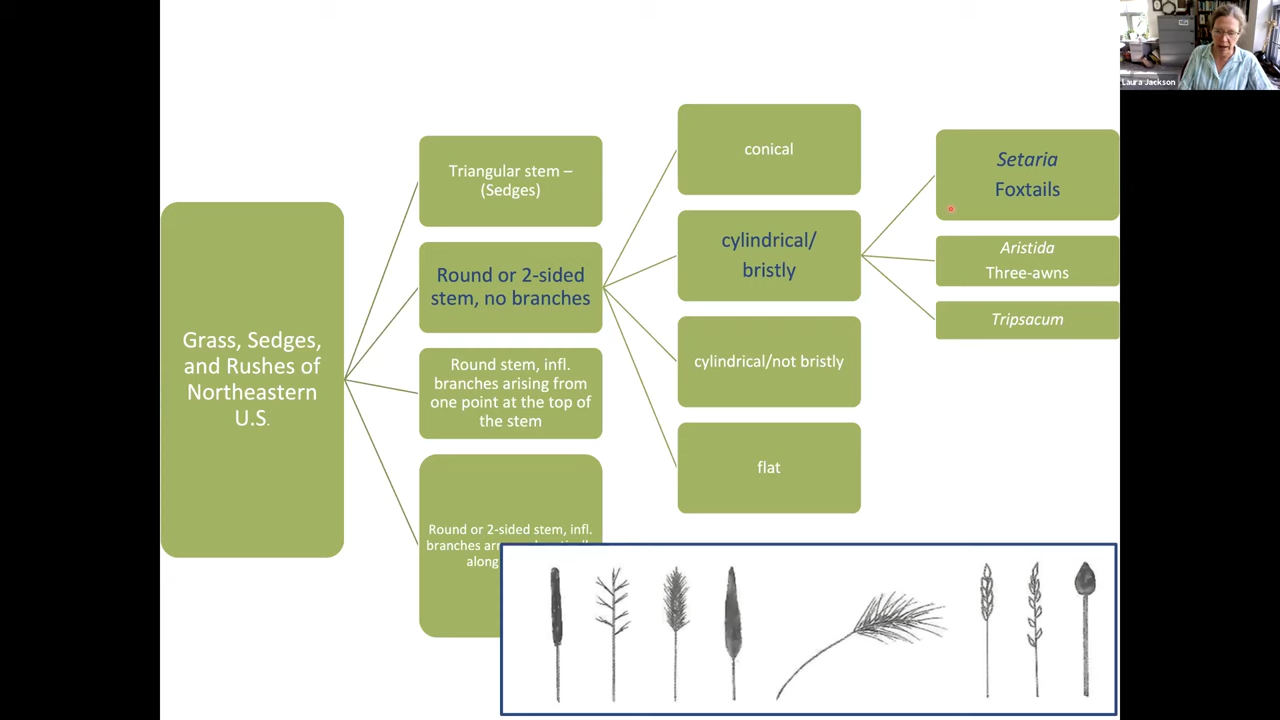 Laura Jackson
Grass, Sedges,
and Rushes of
Northeastern
U.S.
Triangular stem –
(Sedges)
Round or 2-sided
stem, no branches
Round stem, infl.
branches arising from
one point at the top of
the stem
Round or 2-sided stem, infl.
branches
along
conical
cylindrical/
bristly
cylindrical/not bristly
flat
Setaria
Foxtails
Aristida
Three-awns
Tripsacum